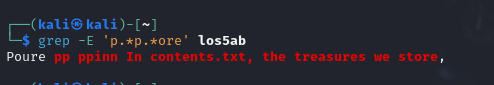 ┌──(kali㉿kali)-[~]
└─$ grep -E 'p.*p.*ore' los5ab
Poure pp ppinn In contents.txt, the treasures we store,